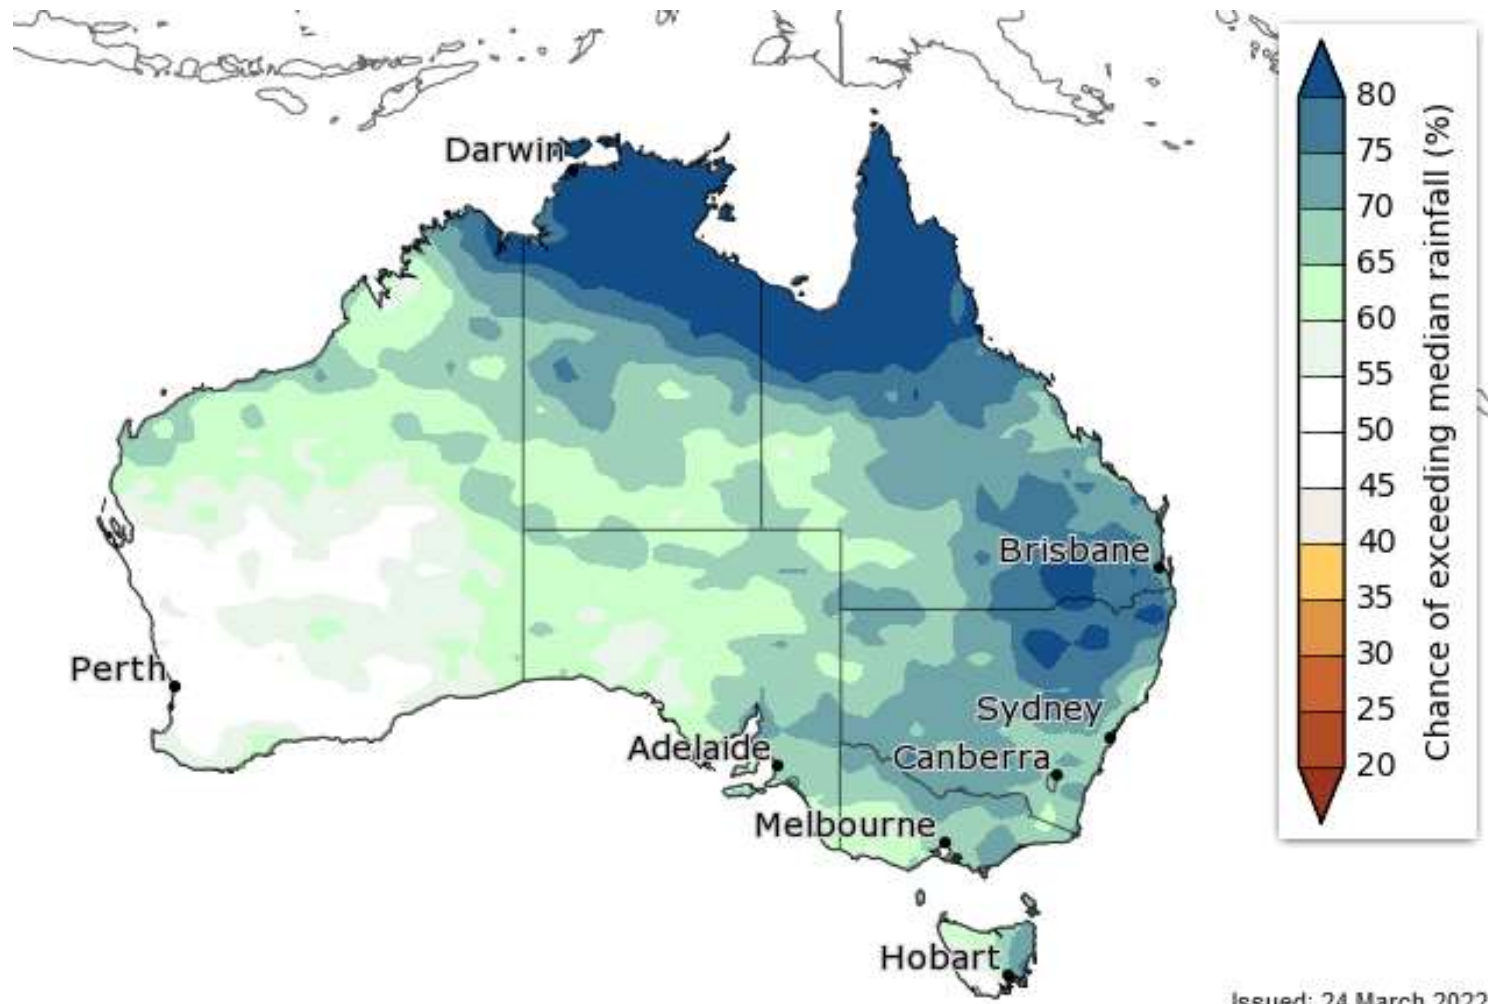 Darwin
Brisbane
Perth
Sydney
Adelaide
Canberra
Melbourne
Hobart
80
75
70
65
60
55
50
45
40
35
30
25
20
Chance of exceeding median rainfall (%)
Issued: 24 March 2022